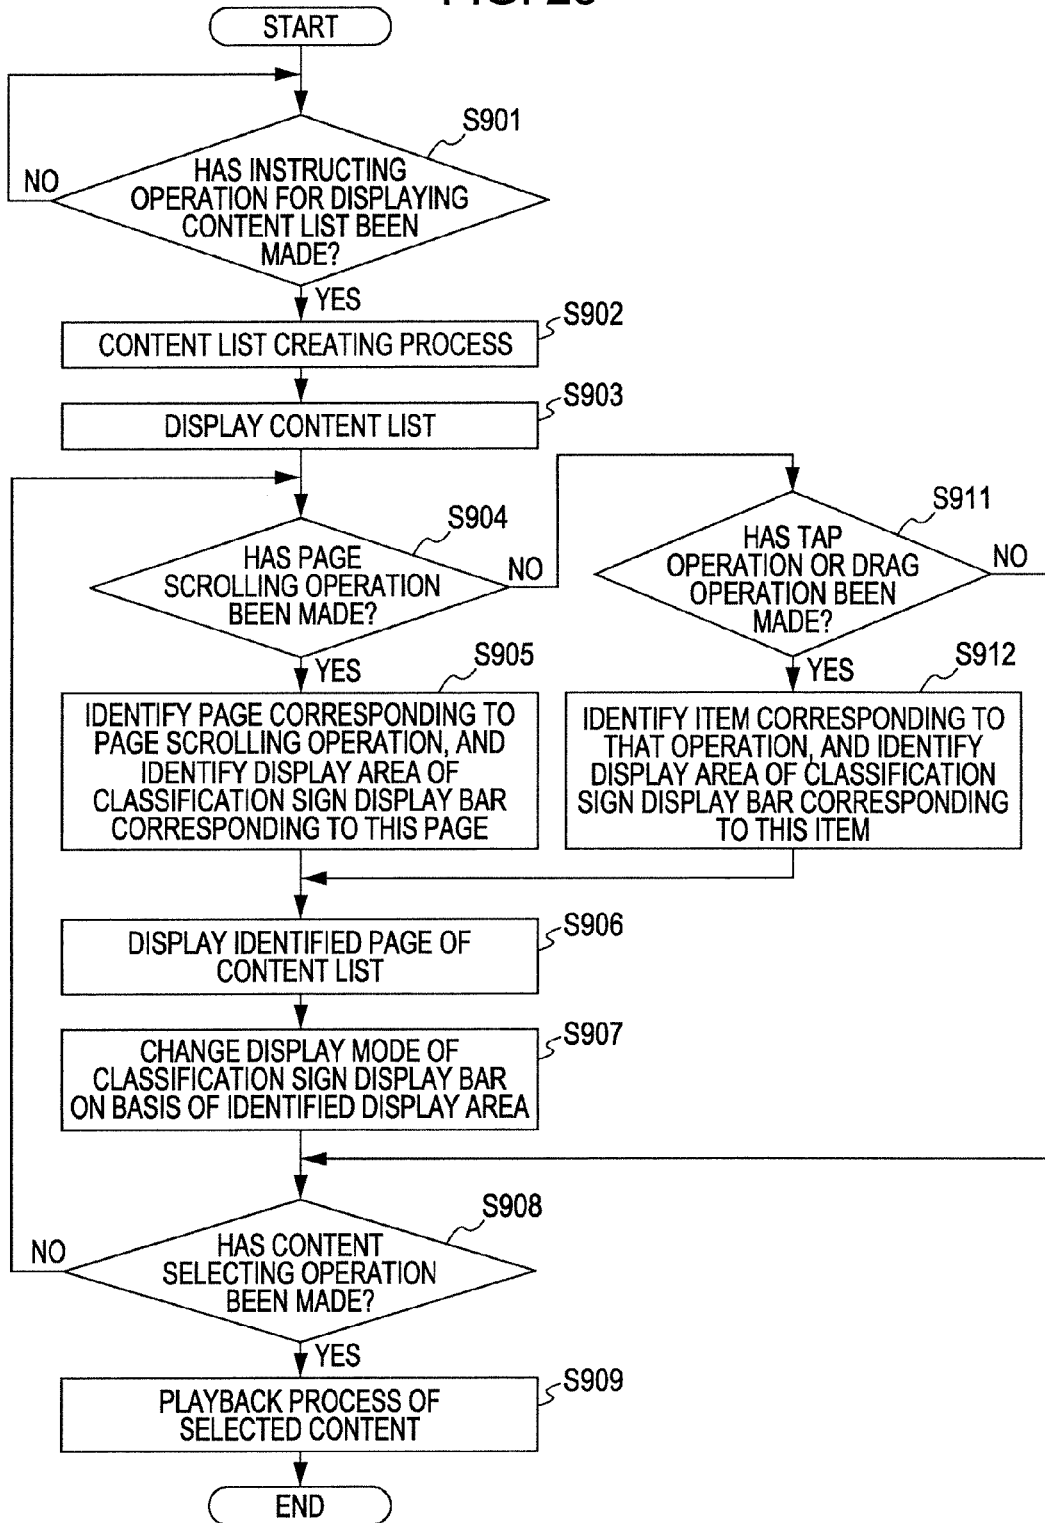 START
S901
HAS INSTRUCTING
OPERATION FOR DISPLAYING
CONTENT LIST BEEN
MADE?
NO
YES
S902
CONTENT LIST CREATING PROCESS
S903
DISPLAY CONTENT LIST
S904
HAS PAGE
SCROLLING OPERATION
BEEN MADE?
NO
YES
S911
HAS TAP
OPERATION OR DRAG
OPERATION BEEN
MADE?
NO
YES
S905
IDENTIFY PAGE CORRESPONDING TO
PAGE SCROLLING OPERATION, AND
IDENTIFY DISPLAY AREA OF
CLASSIFICATION SIGN DISPLAY BAR
CORRESPONDING TO THIS PAGE
S912
IDENTIFY ITEM CORRESPONDING TO
THAT OPERATION, AND IDENTIFY
DISPLAY AREA OF CLASSIFICATION
SIGN DISPLAY BAR CORRESPONDING
TO THIS ITEM
S906
DISPLAY IDENTIFIED PAGE OF
CONTENT LIST
S907
CHANGE DISPLAY MODE OF
CLASSIFICATION SIGN DISPLAY BAR
ON BASIS OF IDENTIFIED DISPLAY AREA
S908
HAS CONTENT
SELECTING OPERATION
BEEN MADE?
NO
YES
S909
PLAYBACK PROCESS OF
SELECTED CONTENT
END